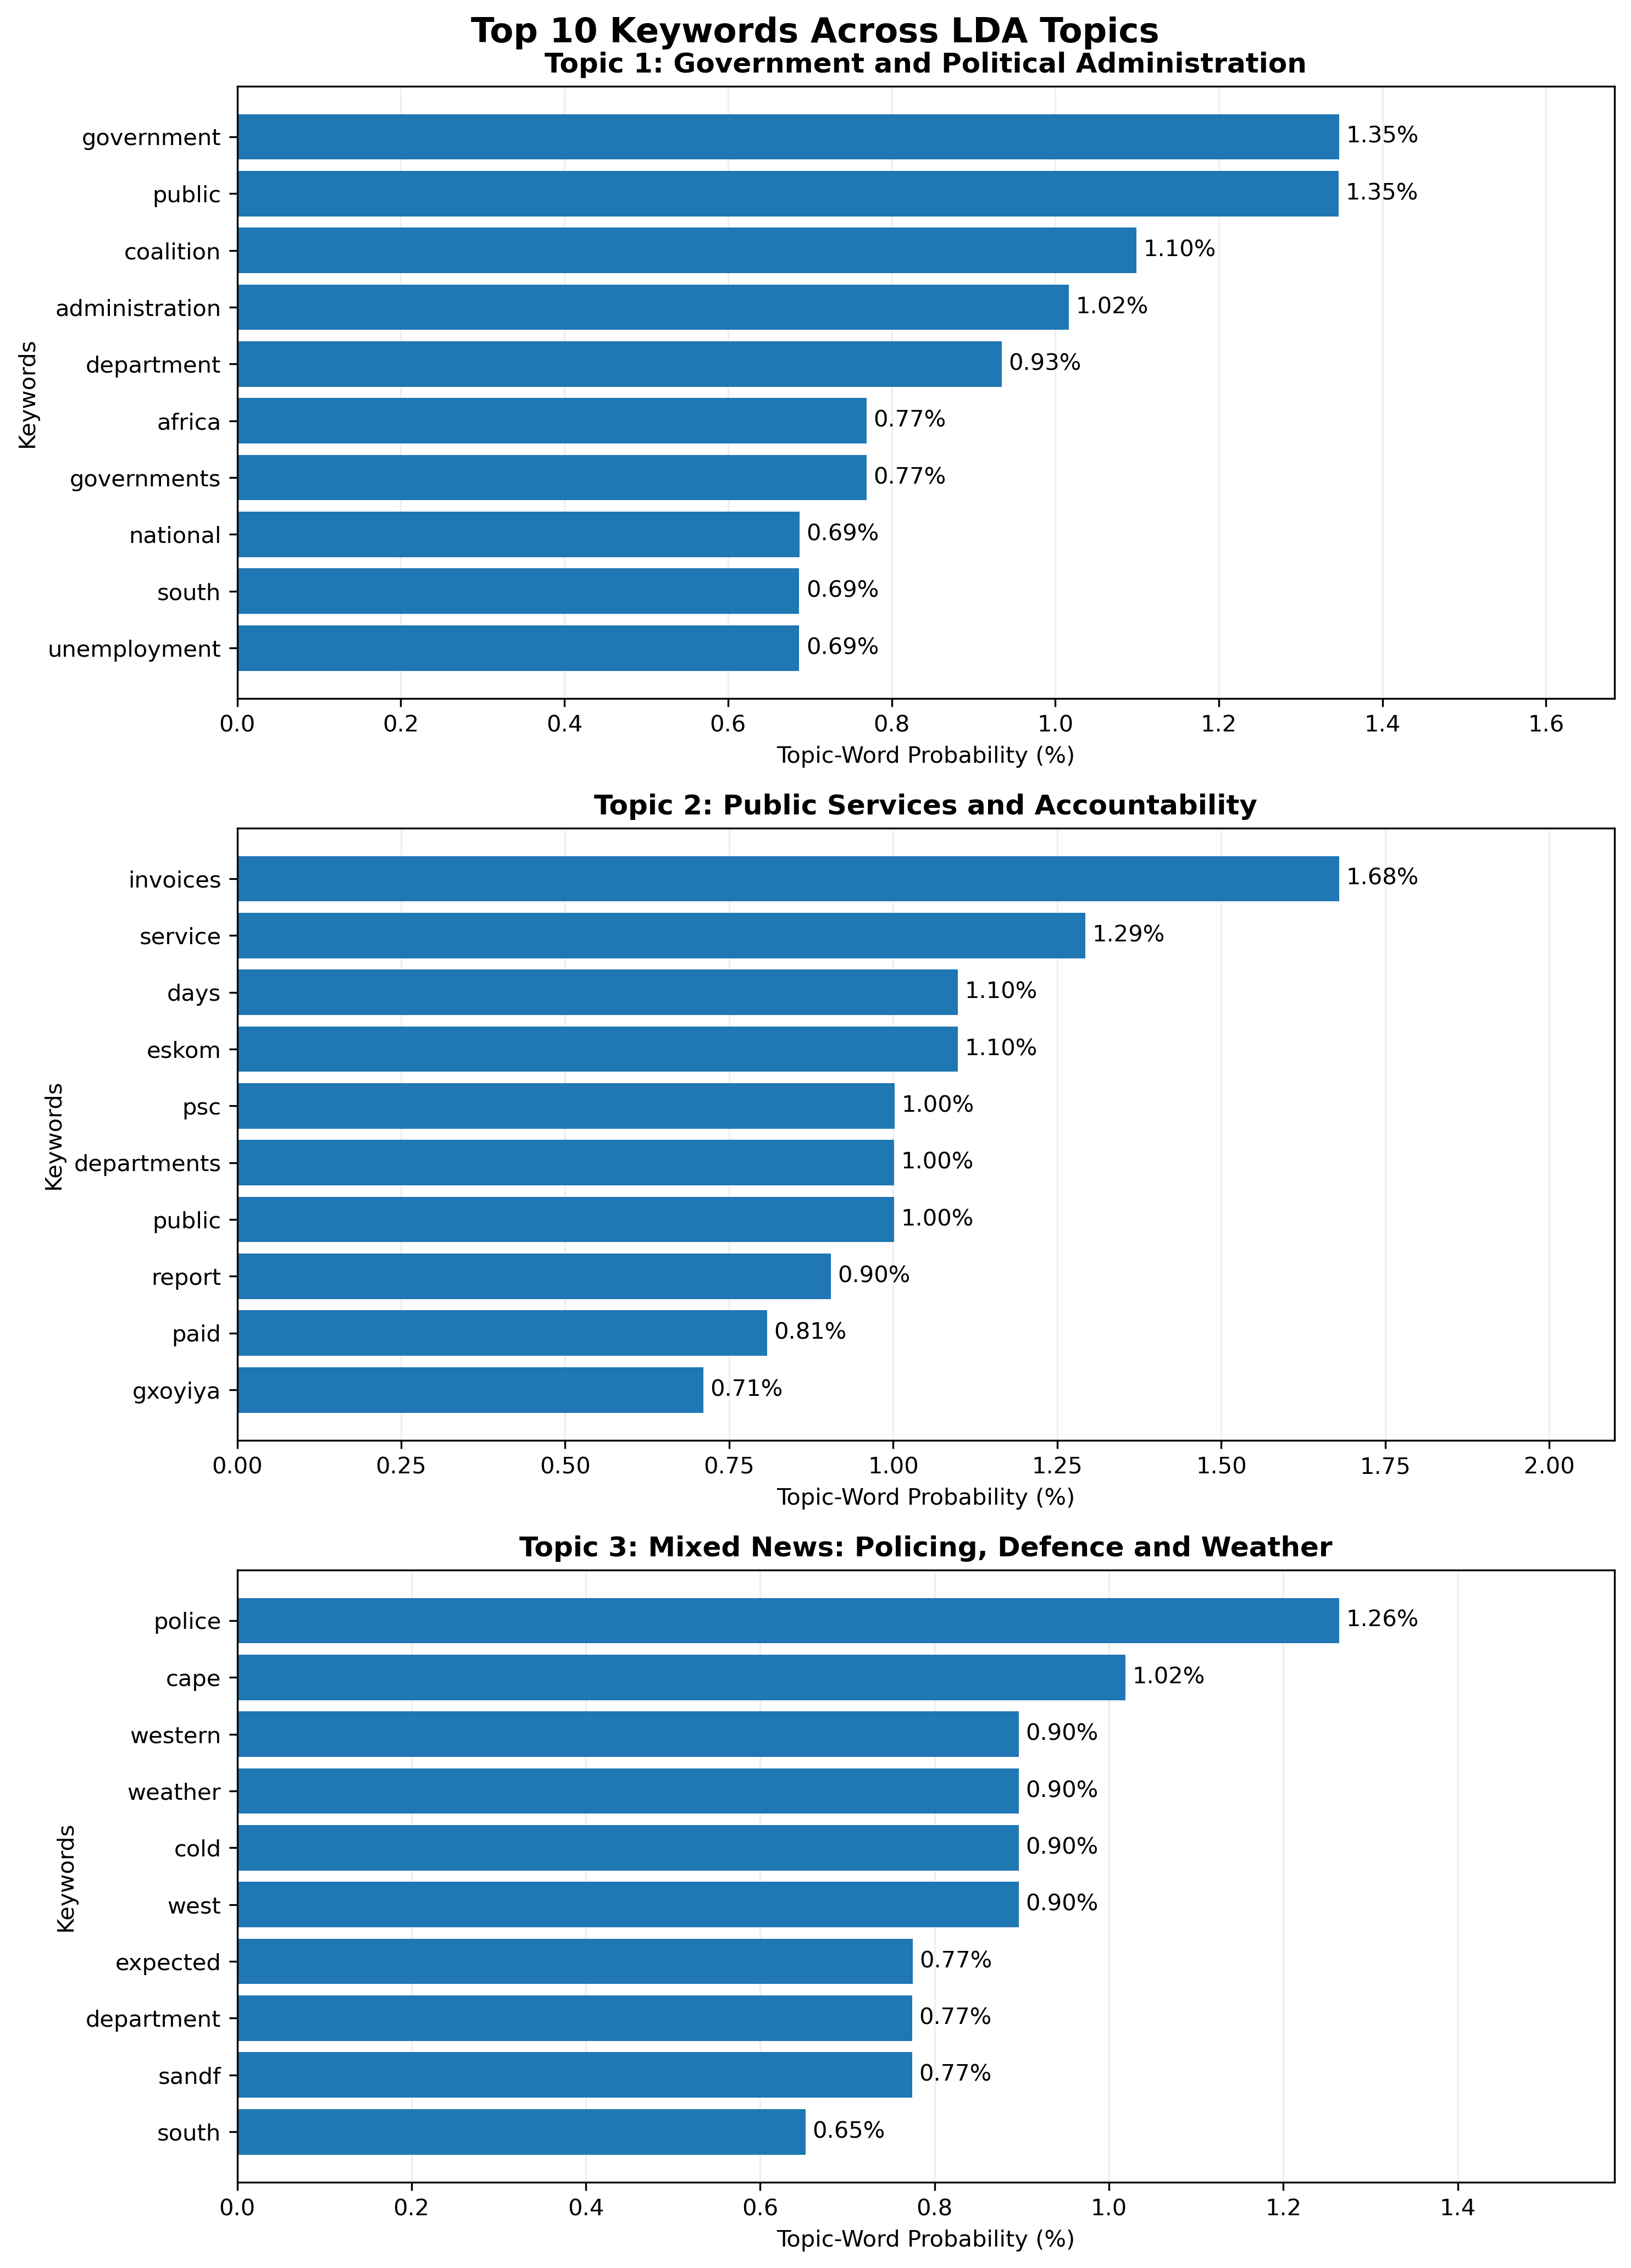 Top 10 Keywords Across LDA Topics
Topic 1: Government and Political Administration
Keywords
government 1.35%
public 1.35%
coalition 1.10%
administration 1.02%
department 0.93%
africa 0.77%
governments 0.77%
national 0.69%
south 0.69%
unemployment 0.69%
0.0 0.2 0.4 0.6 0.8 1.0 1.2 1.4 1.6
Topic-Word Probability (%)
Topic 2: Public Services and Accountability
Keywords
invoices 1.68%
service 1.29%
days 1.10%
eskom 1.10%
psc 1.00%
departments 1.00%
public 1.00%
report 0.90%
paid 0.81%
gxoyiya 0.71%
0.00 0.25 0.50 0.75 1.00 1.25 1.50 1.75 2.00
Topic-Word Probability (%)
Topic 3: Mixed News: Policing, Defence and Weather
Keywords
police 1.26%
cape 1.02%
western 0.90%
weather 0.90%
cold 0.90%
west 0.90%
expected 0.77%
department 0.77%
sandf 0.77%
south 0.65%
0.0 0.2 0.4 0.6 0.8 1.0 1.2 1.4
Topic-Word Probability (%)